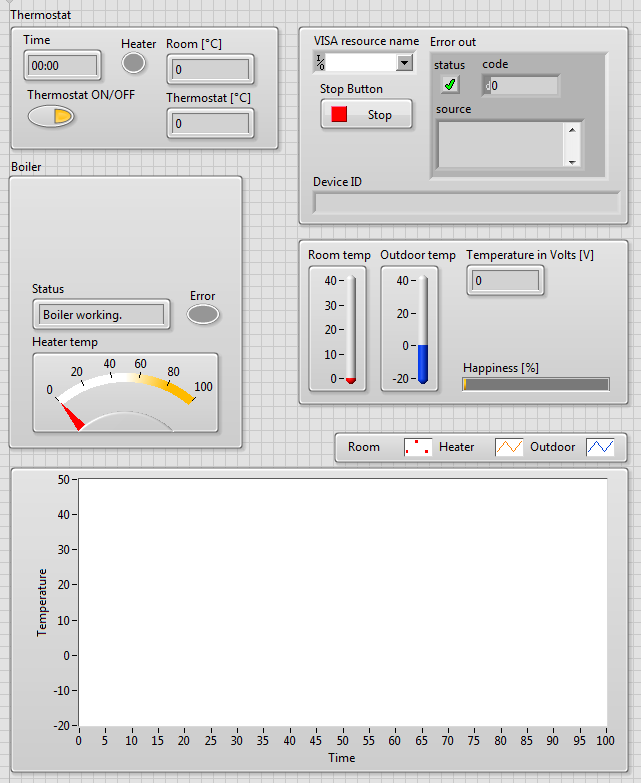 Thermostat
Time
Heater
Room [°C]
00:00
0
Thermostat ON/OFF
Thermostat [°C]
0
VISA resource name
I/0
Error out
status
code
d0
Stop Button
Stop
source
Device ID
Boiler
Status
Error
Boiler working.
Heater temp
0 20 40 60 80 100
Room temp
40
30
20
10
0
Outdoor temp
40
20
0
-20
Temperature in Volts [V]
0
Happiness [%]
Room Heater Outdoor
50
40
30
20
10
0
-10
-20
Temperature
0 5 10 15 20 25 30 35 40 45 50 55 60 65 70 75 80 85 90 95 100
Time